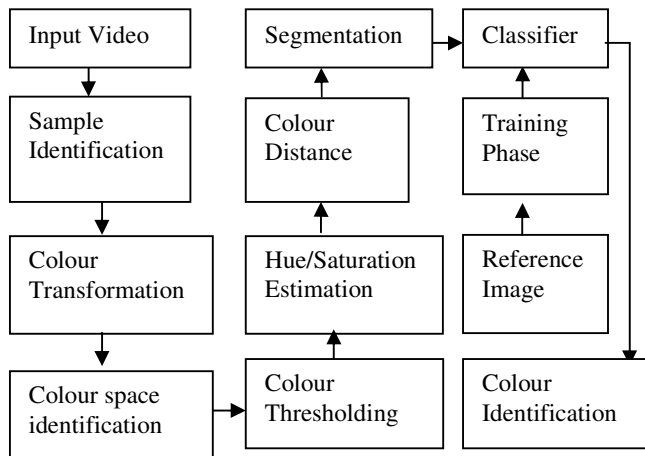 Input Video
Sample
Identification
Colour
Transformation
Colour space
identification
Colour
Thresholding
Hue/Saturation
Estimation
Colour
Distance
Segmentation
Classifier
Training
Phase
Reference
Image
Colour
Identification